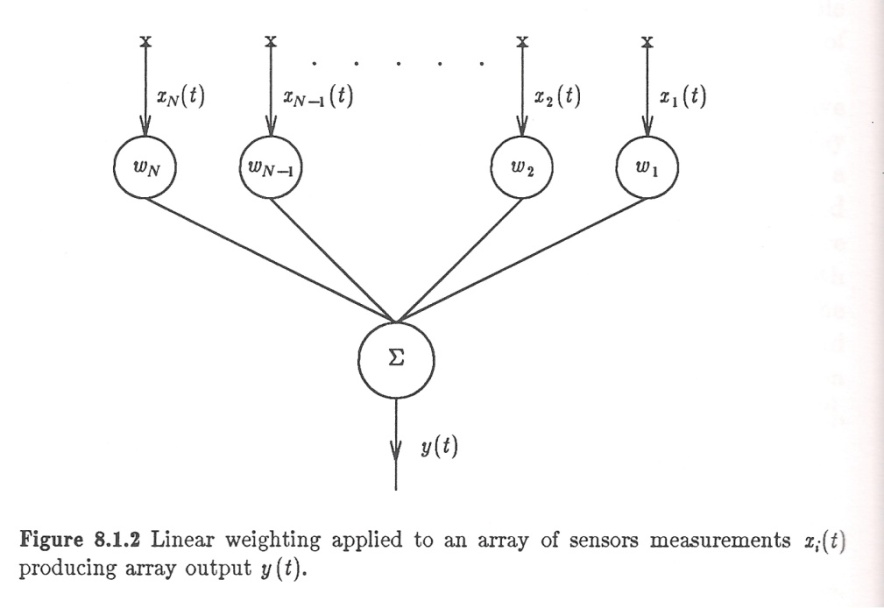 x x . . . . . x x
x_N(t) x_{N-1}(t) x_2(t) x_1(t)
w_N w_{N-1} w_2 w_1
Σ
y(t)
Figure 8.1.2 Linear weighting applied to an array of sensors measurements x_i(t)
producing array output y(t).